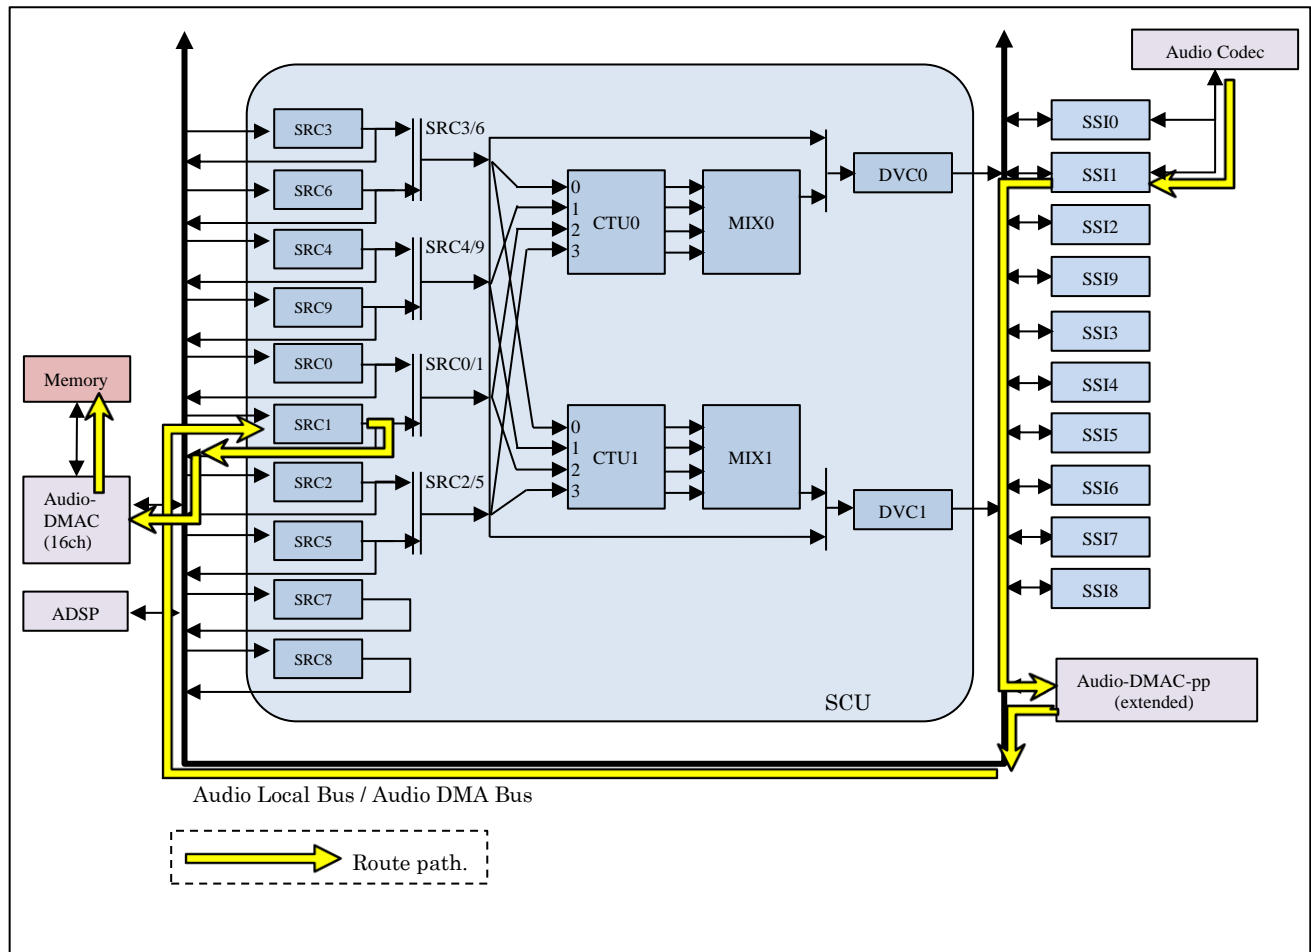 Audio Codec
SRC3
SRC3/6
SSI0
SRC6
SSI1
DVC0
0
1
2
3
CTU0
MIX0
SSI2
SRC4
SRC4/9
SSI9
SRC9
SSI3
SRC0
SRC0/1
Memory
SSI4
SRC1
0
1
2
3
CTU1
MIX1
SSI5
SRC2
SRC2/5
SSI6
Audio-
DMAC
(16ch)
DVC1
SRC5
SSI7
SRC7
SSI8
ADSP
SRC8
Audio-DMAC-pp
(extended)
SCU
Audio Local Bus / Audio DMA Bus
Route path.